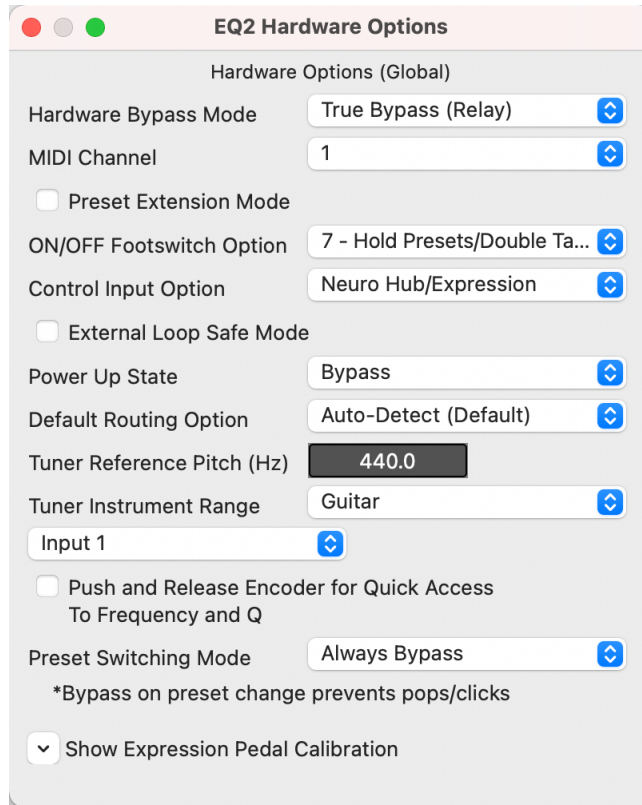 EQ2 Hardware Options
Hardware Options (Global)
Hardware Bypass Mode True Bypass (Relay)
MIDI Channel 1
Preset Extension Mode
ON/OFF Footswitch Option 7 - Hold Presets/Double Ta...
Control Input Option Neuro Hub/Expression
External Loop Safe Mode
Power Up State Bypass
Default Routing Option Auto-Detect (Default)
Tuner Reference Pitch (Hz) 440.0
Tuner Instrument Range Guitar
Input 1
Push and Release Encoder for Quick Access
To Frequency and Q
Preset Switching Mode Always Bypass
*Bypass on preset change prevents pops/clicks
Show Expression Pedal Calibration